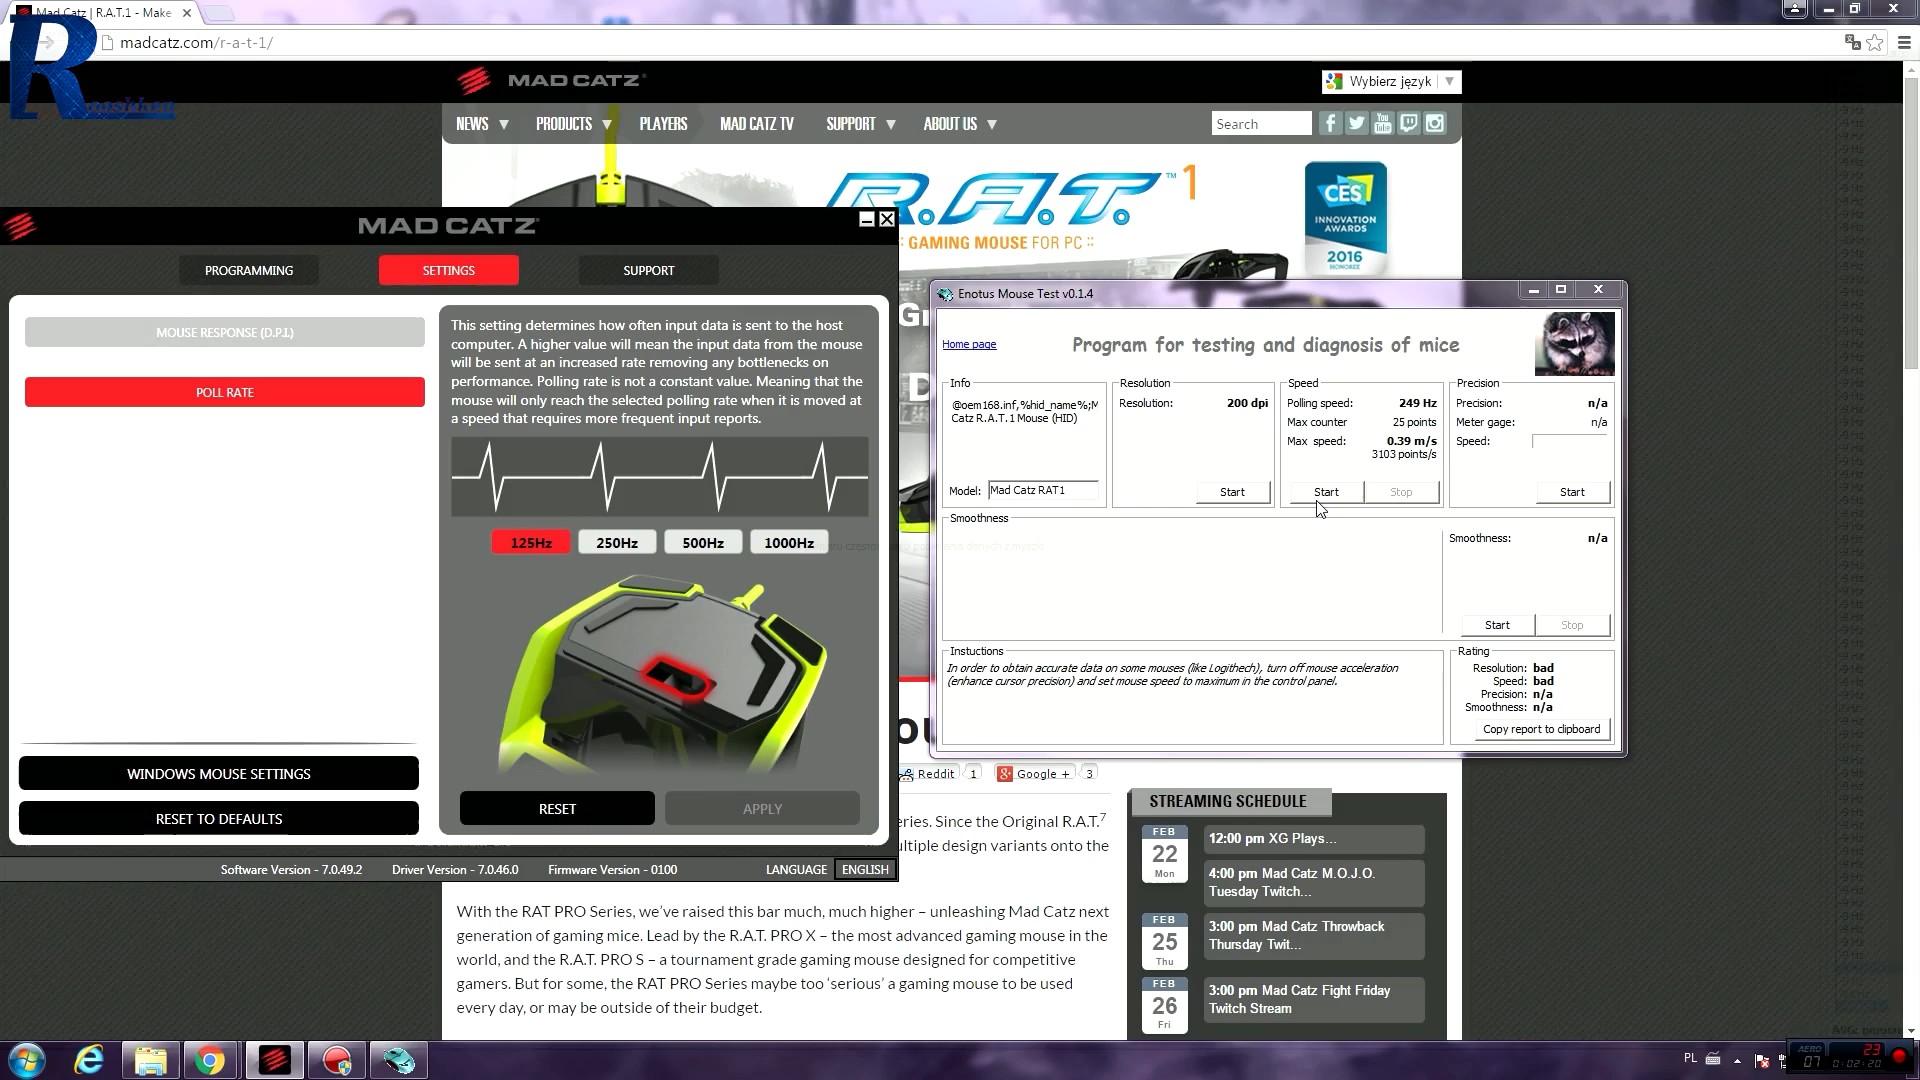 Mad Catz | R.A.T.1 - Make
madcatz.com/r-a-t-1/
MAD CATZ
Wybierz język
NEWS
PRODUCTS
PLAYERS
MAD CATZ TV
SUPPORT
ABOUT US
Search
R.A.T.™ 1
:: GAMING MOUSE FOR PC ::
CES
INNOVATION
AWARDS
2016
HONOREE
MAD CATZ
PROGRAMMING
SETTINGS
SUPPORT
MOUSE RESPONSE (D.P.I.)
POLL RATE
This setting determines how often input data is sent to the host
computer. A higher value will mean the input data from the mouse
will be sent at an increased rate removing any bottlenecks on
performance. Polling rate is not a constant value. Meaning that the
mouse will only reach the selected polling rate when it is moved at
a speed that requires more frequent input reports.
125Hz
250Hz
500Hz
1000Hz
WINDOWS MOUSE SETTINGS
RESET TO DEFAULTS
RESET
APPLY
Software Version - 7.0.49.2
Driver Version - 7.0.46.0
Firmware Version - 0100
LANGUAGE
ENGLISH
Enotus Mouse Test v0.1.4
Home page
Program for testing and diagnosis of mice
Info
@oem168.inf,%hid_name%;M
Catz R.A.T.1 Mouse (HID)
Model: Mad Catz RAT1
Resolution
Resolution: 200 dpi
Start
Speed
Polling speed: 249 Hz
Max counter 25 points
Max speed: 0.39 m/s
3103 points/s
Start
Stop
Precision
Precision: n/a
Meter gage: n/a
Speed:
Start
Smoothness
Smoothness: n/a
Start
Stop
Instuctions
In order to obtain accurate data on some mouses (like Logithech), turn off mouse acceleration
(enhance cursor precision) and set mouse speed to maximum in the control panel.
Rating
Resolution: bad
Speed: bad
Precision: n/a
Smoothness: n/a
Copy report to clipboard
Reddit 1
Google + 3
eries. Since the Original R.A.T.7
ultiple design variants onto the
With the RAT PRO Series, we've raised this bar much, much higher – unleashing Mad Catz next
generation of gaming mice. Lead by the R.A.T. PRO X – the most advanced gaming mouse in the
world, and the R.A.T. PRO S – a tournament grade gaming mouse designed for competitive
gamers. But for some, the RAT PRO Series maybe too ‘serious’ a gaming mouse to be used
every day, or may be outside of their budget.
STREAMING SCHEDULE
FEB
22
Mon
12:00 pm XG Plays...
4:00 pm Mad Catz M.O.J.O.
Tuesday Twitch...
FEB
25
Thu
3:00 pm Mad Catz Throwback
Thursday Twit...
FEB
26
Fri
3:00 pm Mad Catz Fight Friday
Twitch Stream
PL
AERO
07
23
0:02:20